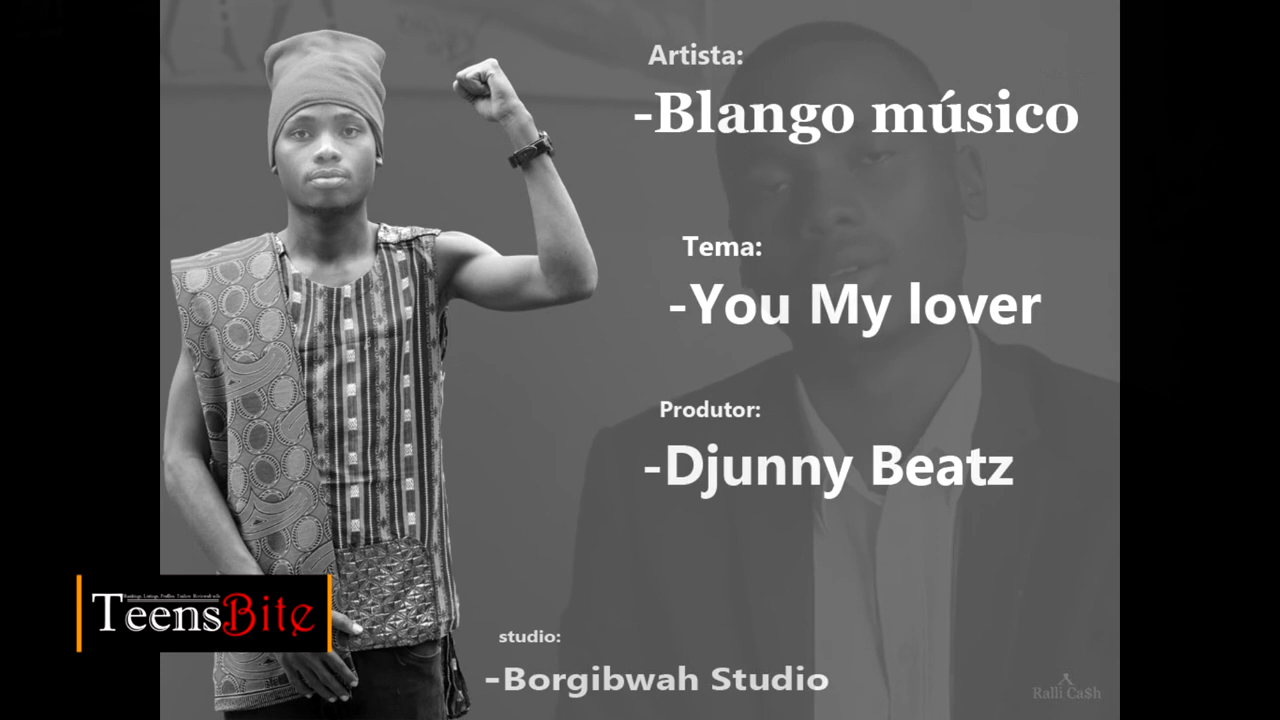 Artista:
-Blango músico
Tema:
-You My lover
Produtor:
-Djunny Beatz
TeensBite
studio:
-Borgibwah Studio
Ralli Ca$h